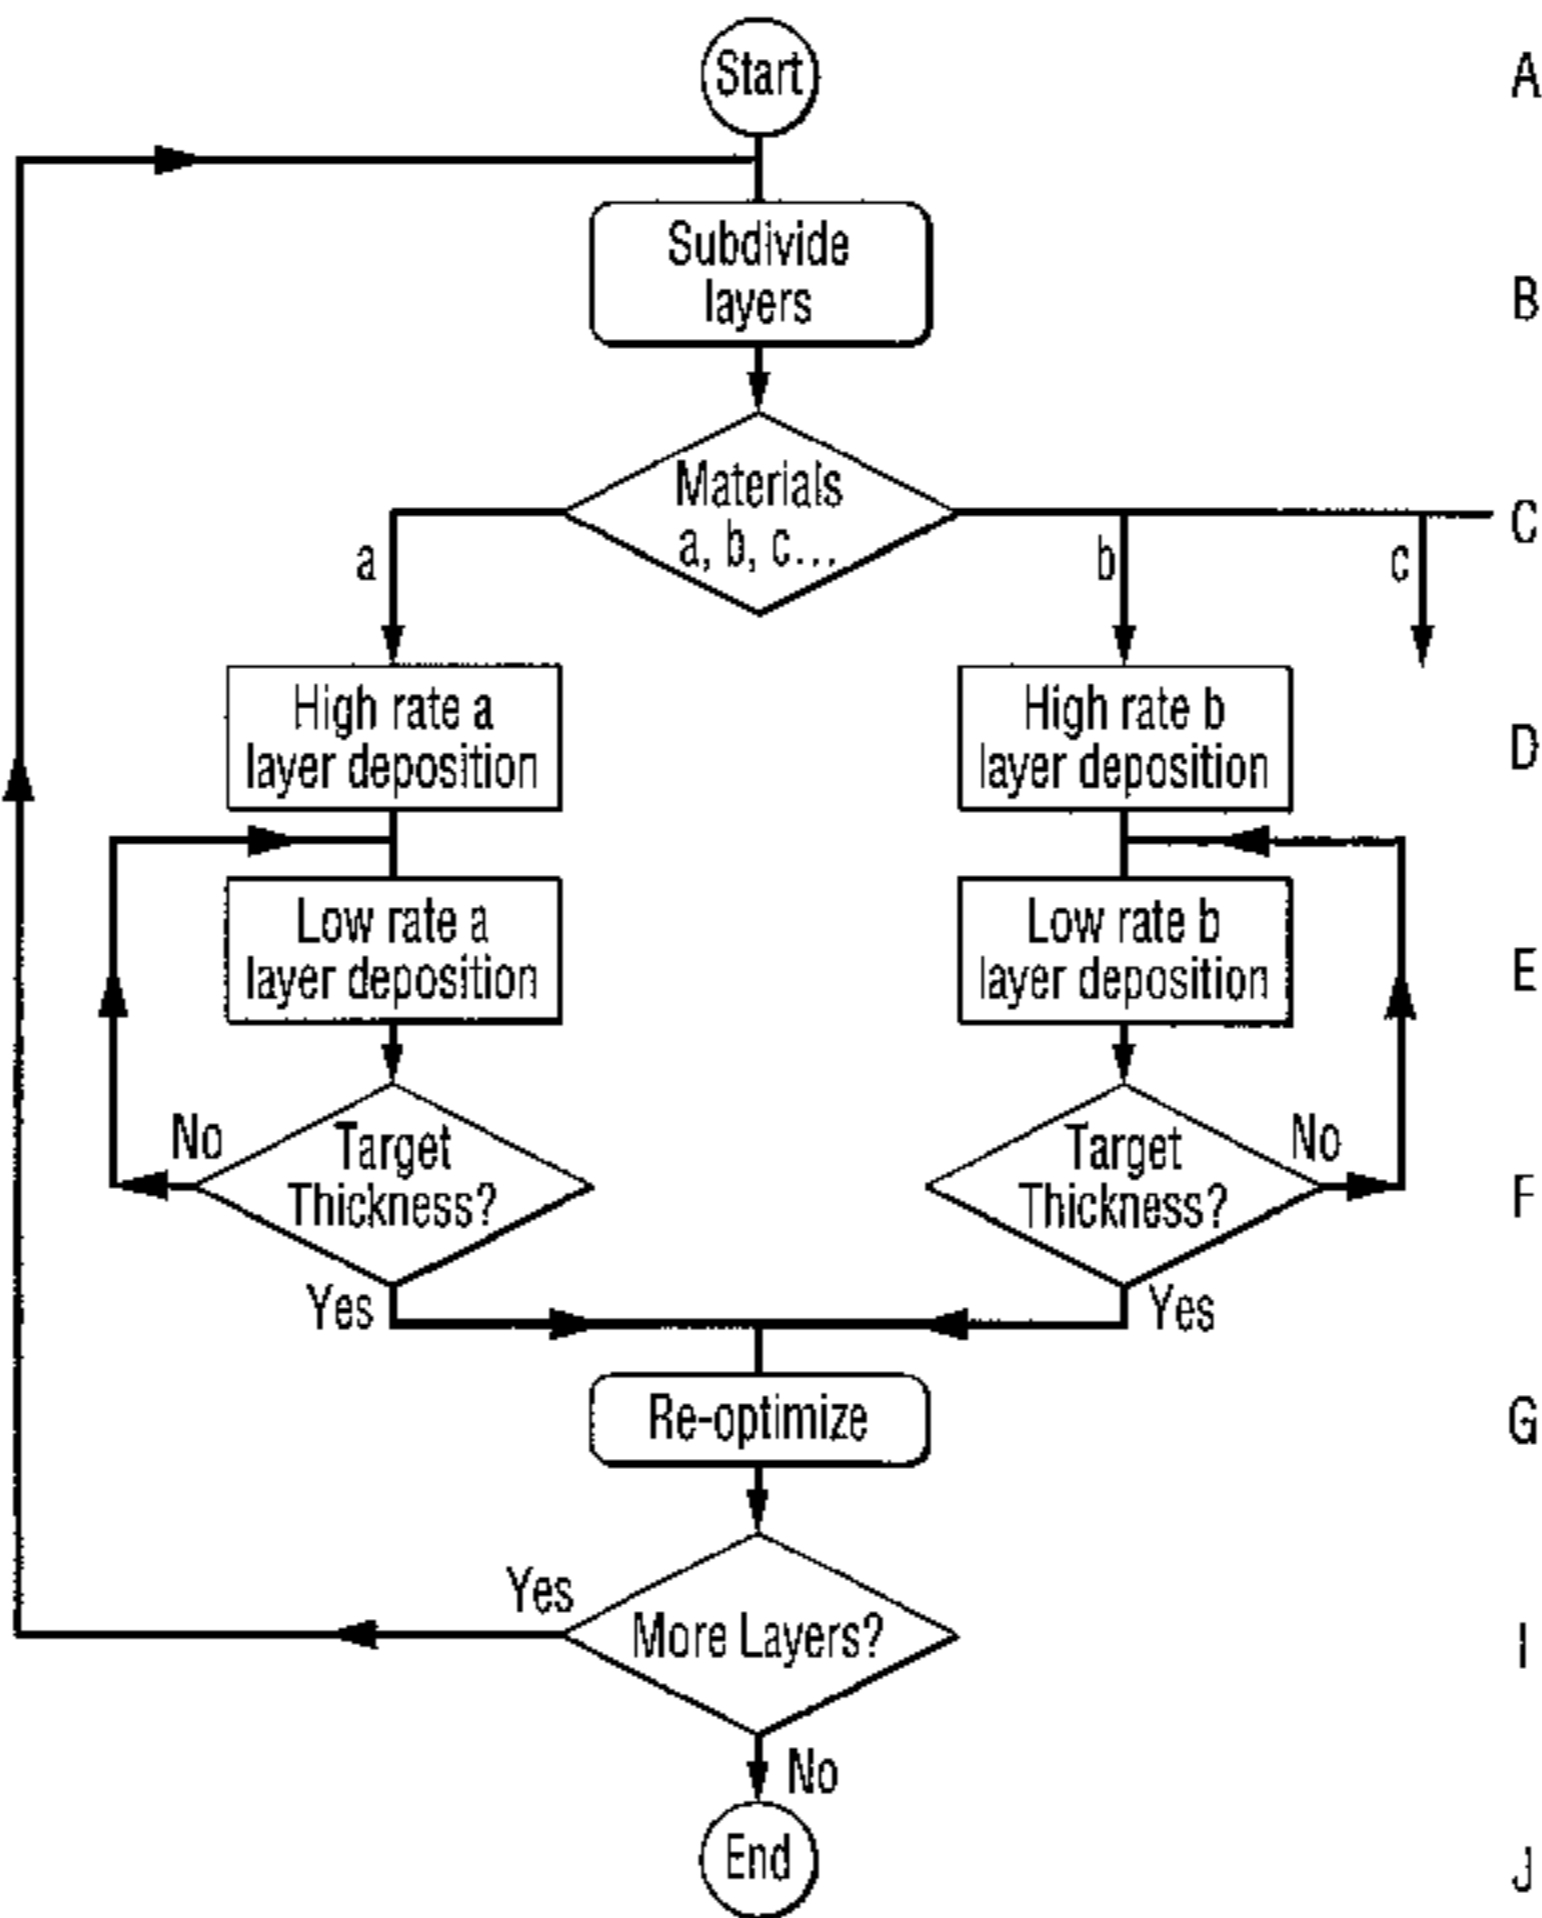 Start
A
Subdivide
layers
B
Materials
a, b, c...
C
a
b
c
High rate a
layer deposition
High rate b
layer deposition
D
Low rate a
layer deposition
Low rate b
layer deposition
E
No
Target
Thickness?
Target
Thickness?
No
F
Yes
Yes
Re-optimize
G
Yes
More Layers?
I
No
End
J